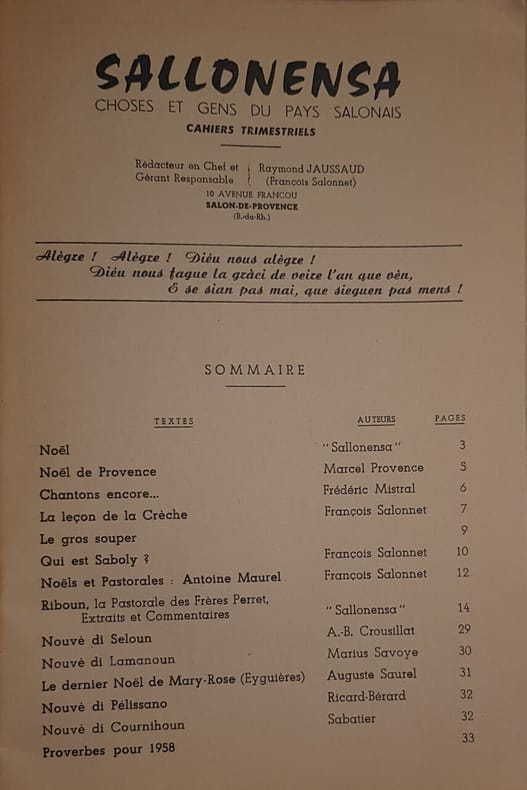 SALLONENSA
CHOSES ET GENS DU PAYS SALONAIS
CAHIERS TRIMESTRIELS
Rédacteur en Chef et ( Raymond JAUSSAUD
Gérant Responsable ( (François Salonnet)
10 AVENUE FRANCOU
SALON-DE-PROVENCE
(B.-du-Rh.)
Alègre ! Alègre ! Diéu nous alègre !
Diéu nous fague la gràci de veire l'an que vèn,
E se sian pas mai, que sieguen pas mens !
SOMMAIRE
TEXTES AUTEURS PAGES
Noël "Sallonensa" 3
Noël de Provence Marcel Provence 5
Chantons encore... Frédéric Mistral 6
La leçon de la Crèche François Salonnet 7
Le gros souper 9
Qui est Saboly ? François Salonnet 10
Noëls et Pastorales : Antoine Maurel François Salonnet 12
Riboun, la Pastorale des Frères Perret,
Extraits et Commentaires "Sallonensa" 14
Nouvè di Seloun A.-B. Crousillat 29
Nouvè di Lamanoun Marius Savoye 30
Le dernier Noël de Mary-Rose (Eyguières) Auguste Saurel 31
Nouvè di Pélissano Ricard-Bérard 32
Nouvè di Cournihoun Sabatier 32
Proverbes pour 1958 33